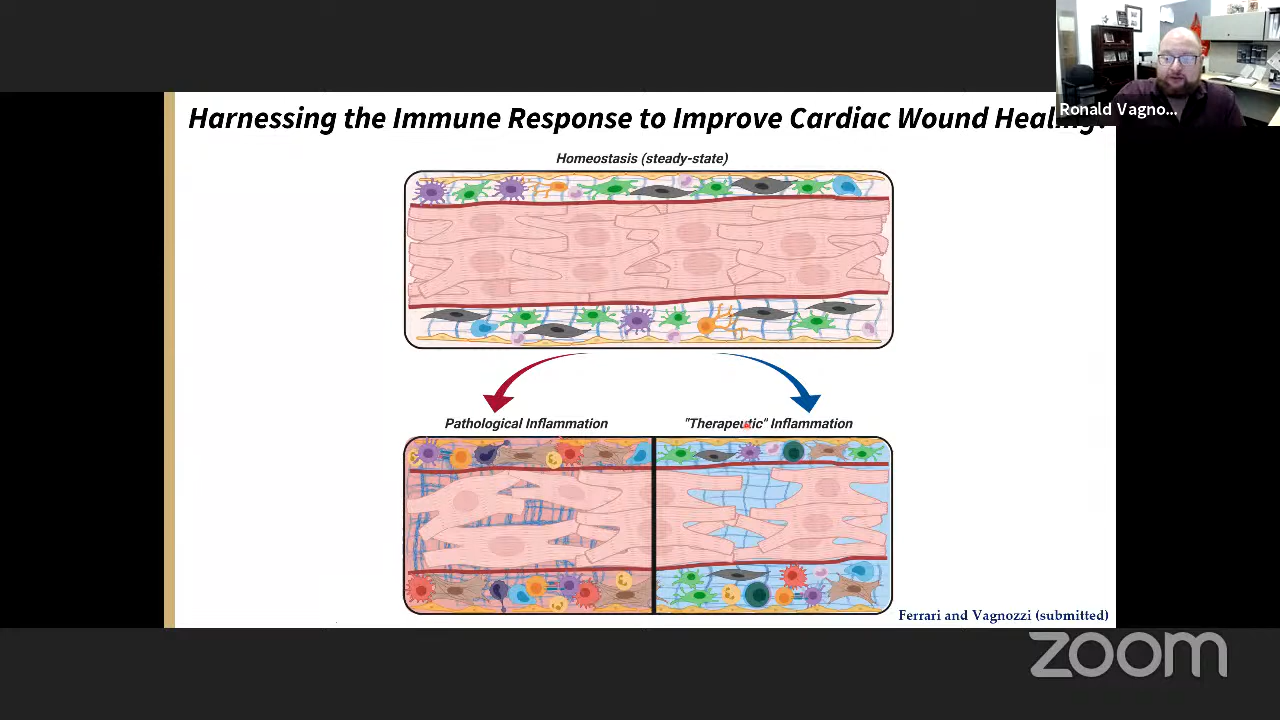 Ronald Vagno...
Harnessing the Immune Response to Improve Cardiac Wound Healing:
Homeostasis (steady-state)
Pathological Inflammation
"Therapeutic" Inflammation
Ferrari and Vagnozzi (submitted)
zoom